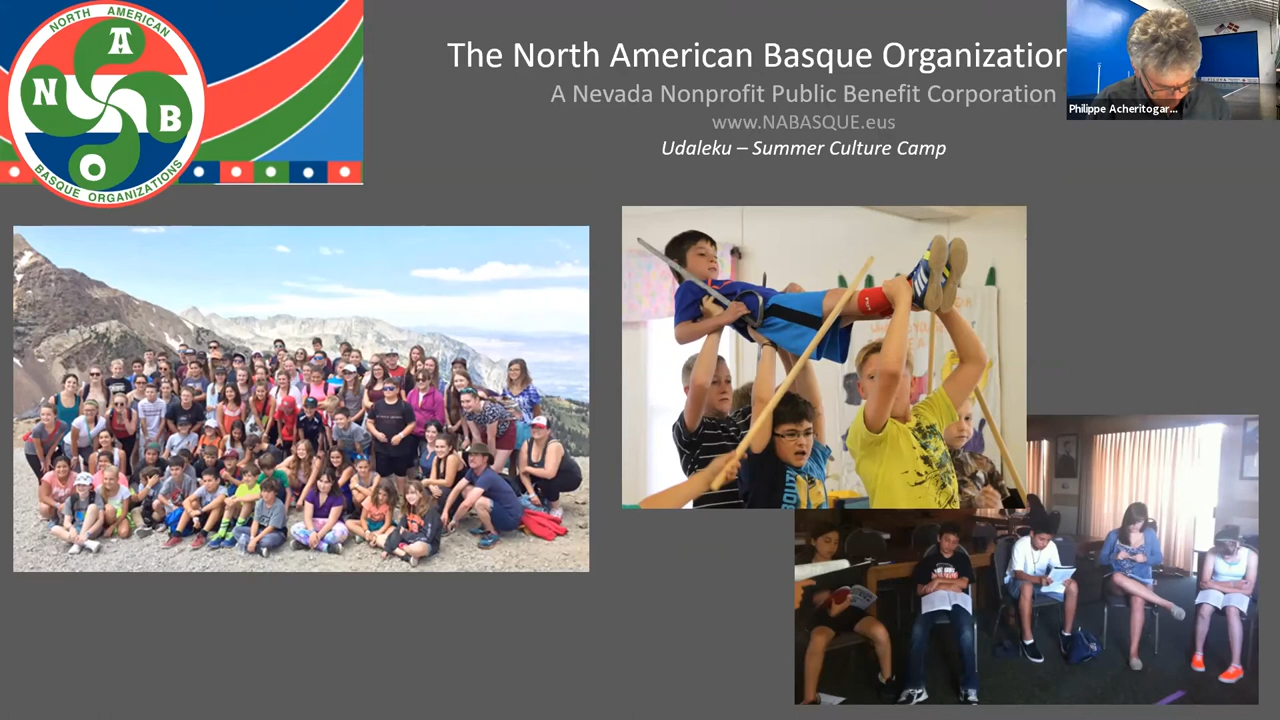 NORTH AMERICAN
N A B O
BASQUE ORGANIZATIONS
The North American Basque Organization
A Nevada Nonprofit Public Benefit Corporation
www.NABASQUE.eus
Udaleku – Summer Culture Camp
Philippe Acheritogar...